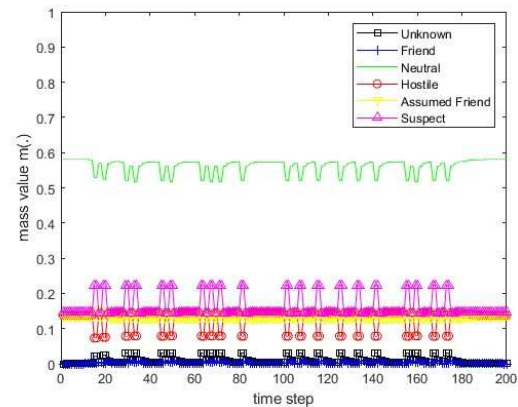 1
0.9
0.8
0.7
0.6
0.5
0.4
0.3
0.2
0.1
0
mass value m(.)
Unknown
Friend
Neutral
Hostile
Assumed Friend
Suspect
0 20 40 60 80 100 120 140 160 180 200
time step